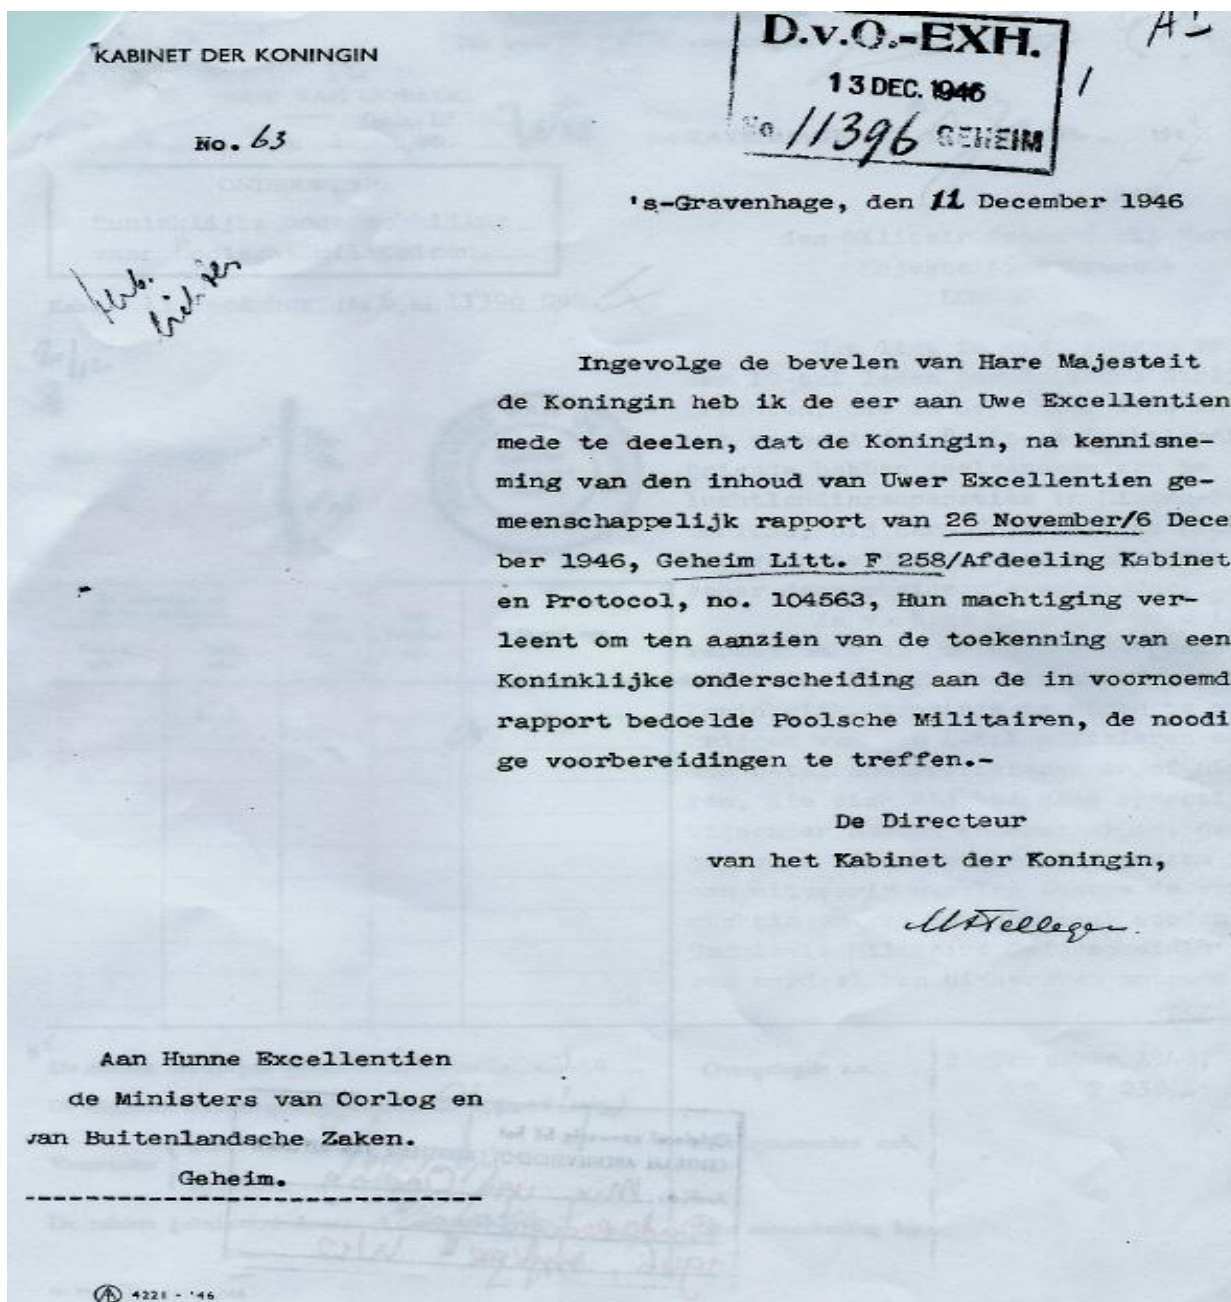 KABINET DER KONINGIN
D.v.O.-EXH.
13 DEC. 1946
No 11396 GEHEIM
A1
No. 63
's-Gravenhage, den 11 December 1946
Ingevolge de bevelen van Hare Majesteit
de Koningin heb ik de eer aan Uwe Excellentien
mede te deelen, dat de Koningin, na kennisne-
ming van den inhoud van Uwer Excellentien ge-
meenschappelijk rapport van 26 November/6 Dece
ber 1946, Geheim Litt. F 258/Afdeeling Kabinet
en Protocol, no. 104563, Hun machtiging ver-
leent om ten aanzien van de toekenning van een
Koninklijke onderscheiding aan de in voornoemd
rapport bedoelde Poolsche Militairen, de noodi
ge voorbereidingen te treffen.-
De Directeur
van het Kabinet der Koningin,
Aan Hunne Excellentien
de Ministers van Oorlog en
van Buitenlandsche Zaken.
Geheim.
4221 - '46